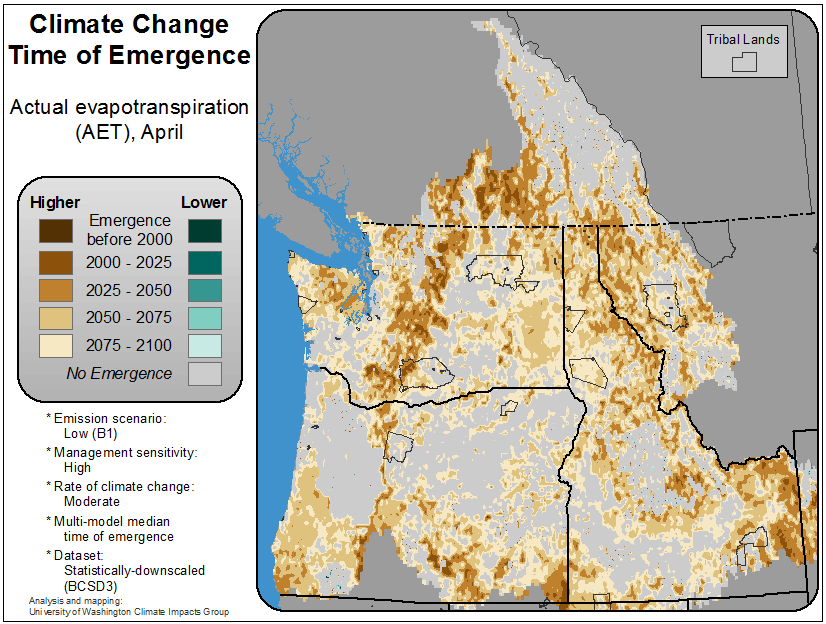 Climate Change
Time of Emergence
Actual evapotranspiration
(AET), April
Higher
Lower
Emergence
before 2000
2000 - 2025
2025 - 2050
2050 - 2075
2075 - 2100
No Emergence
* Emission scenario:
Low (B1)
* Management sensitivity:
High
* Rate of climate change:
Moderate
* Multi-model median
time of emergence
* Dataset:
Statistically-downscaled
(BCSD3)
Analysis and mapping:
University of Washington Climate Impacts Group
Tribal Lands